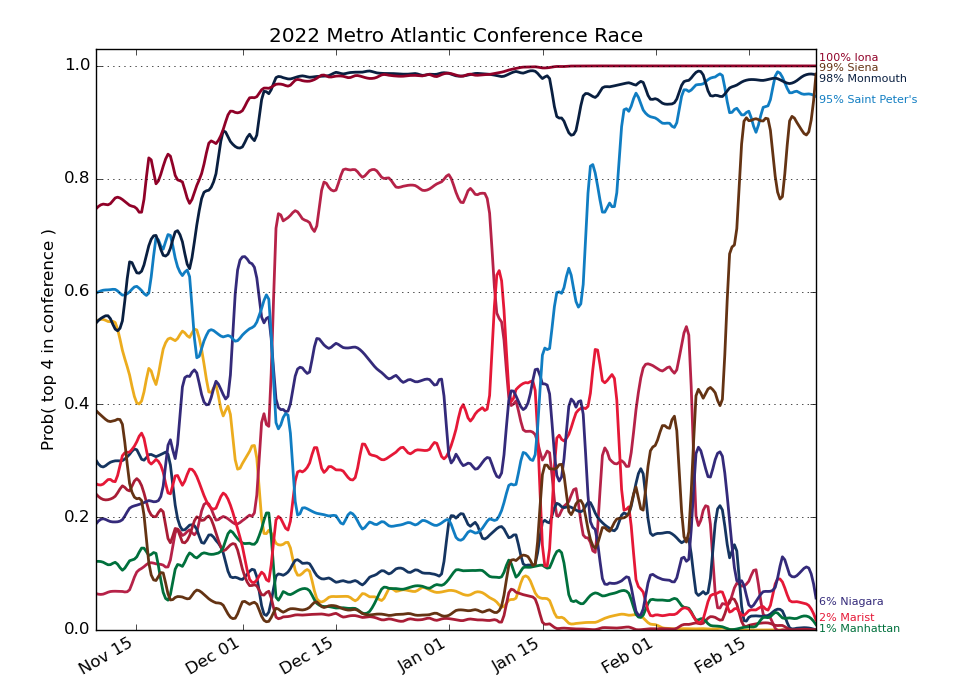 2022 Metro Atlantic Conference Race
Prob( top 4 in conference )
1.0
0.8
0.6
0.4
0.2
0.0
Nov 15
Dec 01
Dec 15
Jan 01
Jan 15
Feb 01
Feb 15
100% Iona
99% Siena
98% Monmouth
95% Saint Peter's
6% Niagara
2% Marist
1% Manhattan